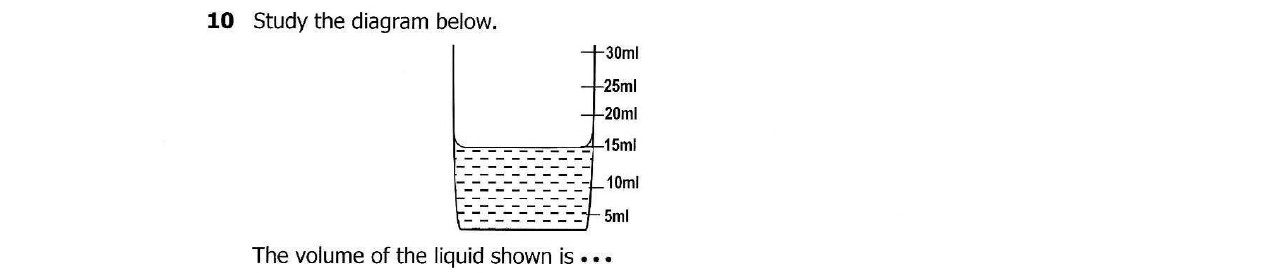 10 Study the diagram below.
30ml
25ml
20ml
15ml
10ml
5ml
The volume of the liquid shown is •••